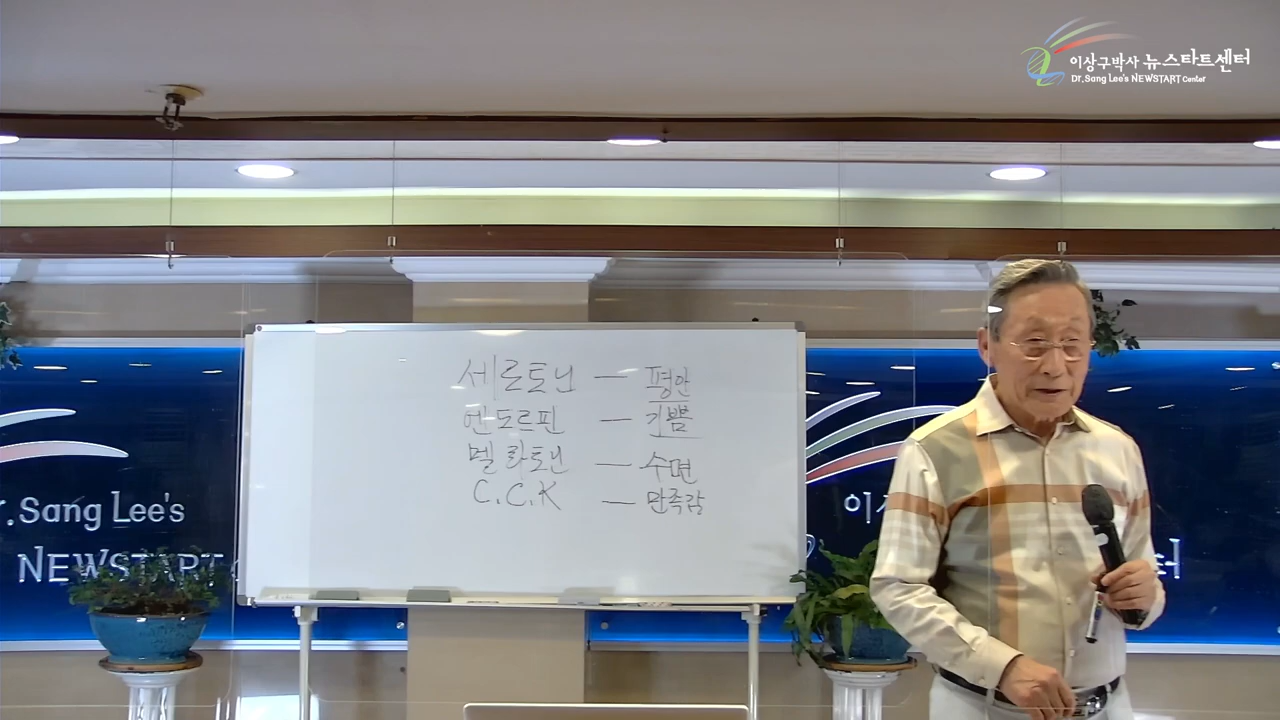 이상구박사 뉴스타트센터
Dr. Sang Lee's NEWSTART Center
세로토닌 — 평안
엔도르핀 — 기쁨
멜라토닌 — 수면
C.C.K — 만족감
r. Sang Lee's
NEWSTART
이
터